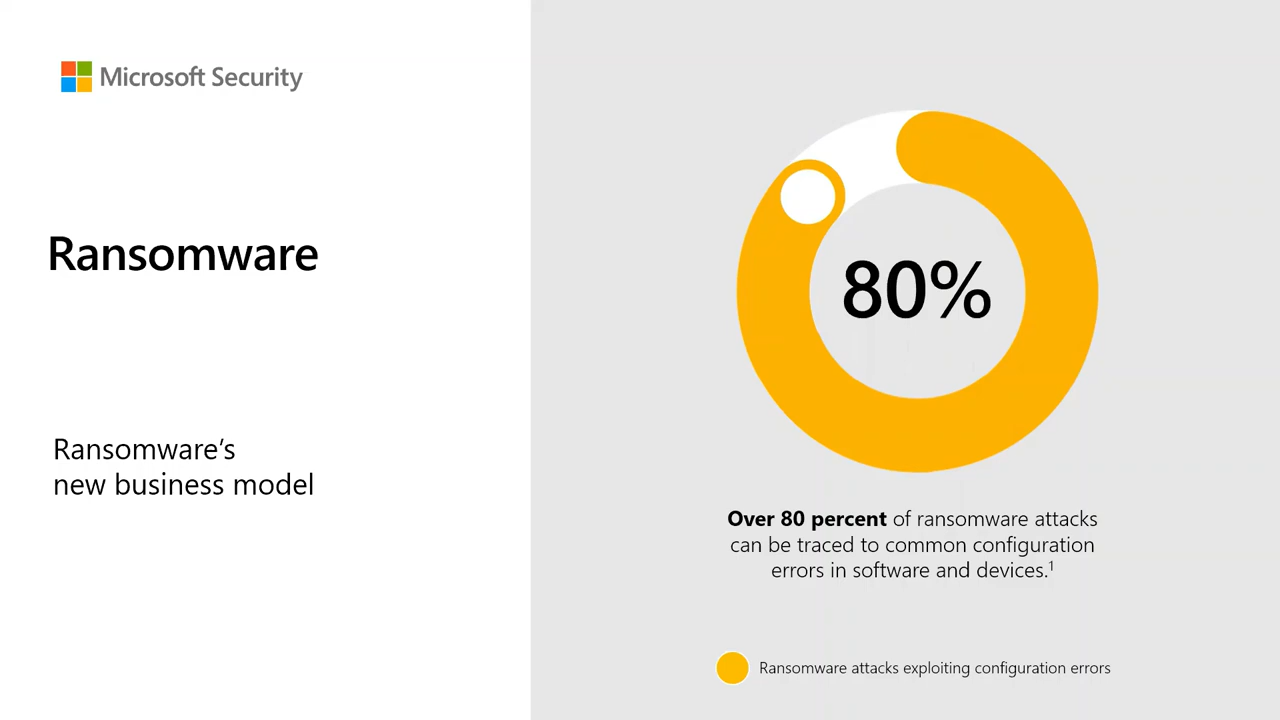 Microsoft Security
Ransomware
Ransomware’s
new business model
80%
Over 80 percent of ransomware attacks
can be traced to common configuration
errors in software and devices.¹
Ransomware attacks exploiting configuration errors